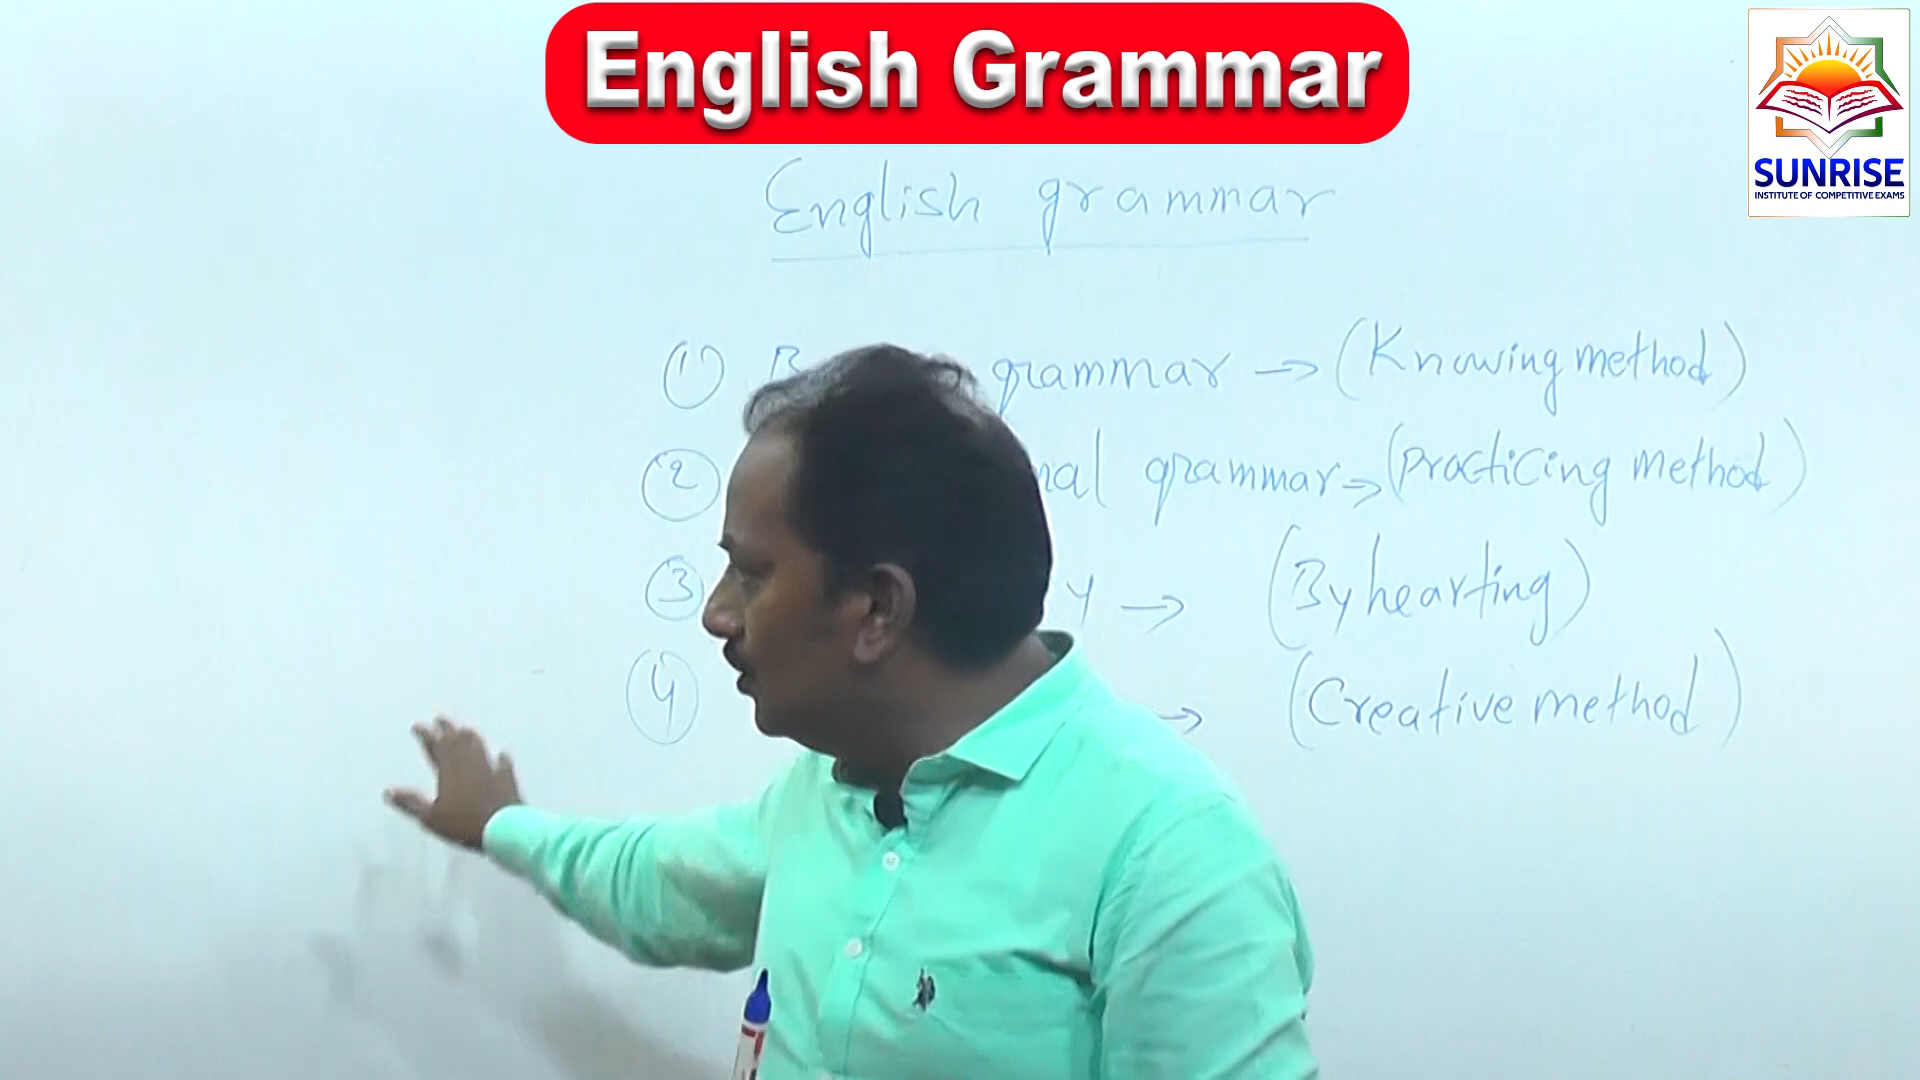 English Grammar
SUNRISE
INSTITUTE OF COMPETITIVE EXAMS
English grammar
① grammar → (Knowing method)
② grammar → (Practicing method)
③ → (By hearting)
④ → (Creative method)